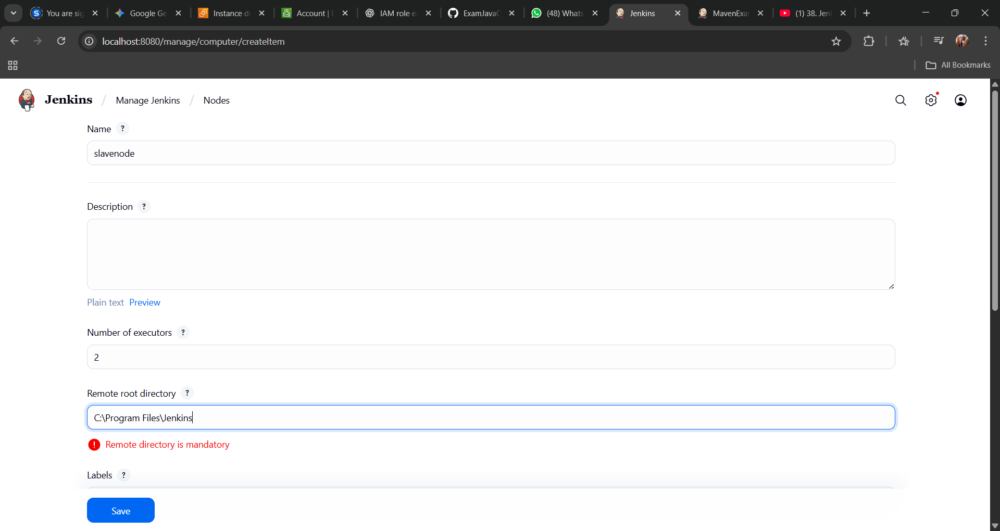 You are sig
Google Ge
Instance de
Account | E
IAM role e
ExamJavaC
(48) Whats
Jenkins
MavenExa
(1) 38. Jen
localhost:8080/manage/computer/createItem
All Bookmarks
Jenkins / Manage Jenkins / Nodes
Name ?
slavenode
Description ?
Plain text Preview
Number of executors ?
2
Remote root directory ?
C:\Program Files\Jenkins
Remote directory is mandatory
Labels ?
Save